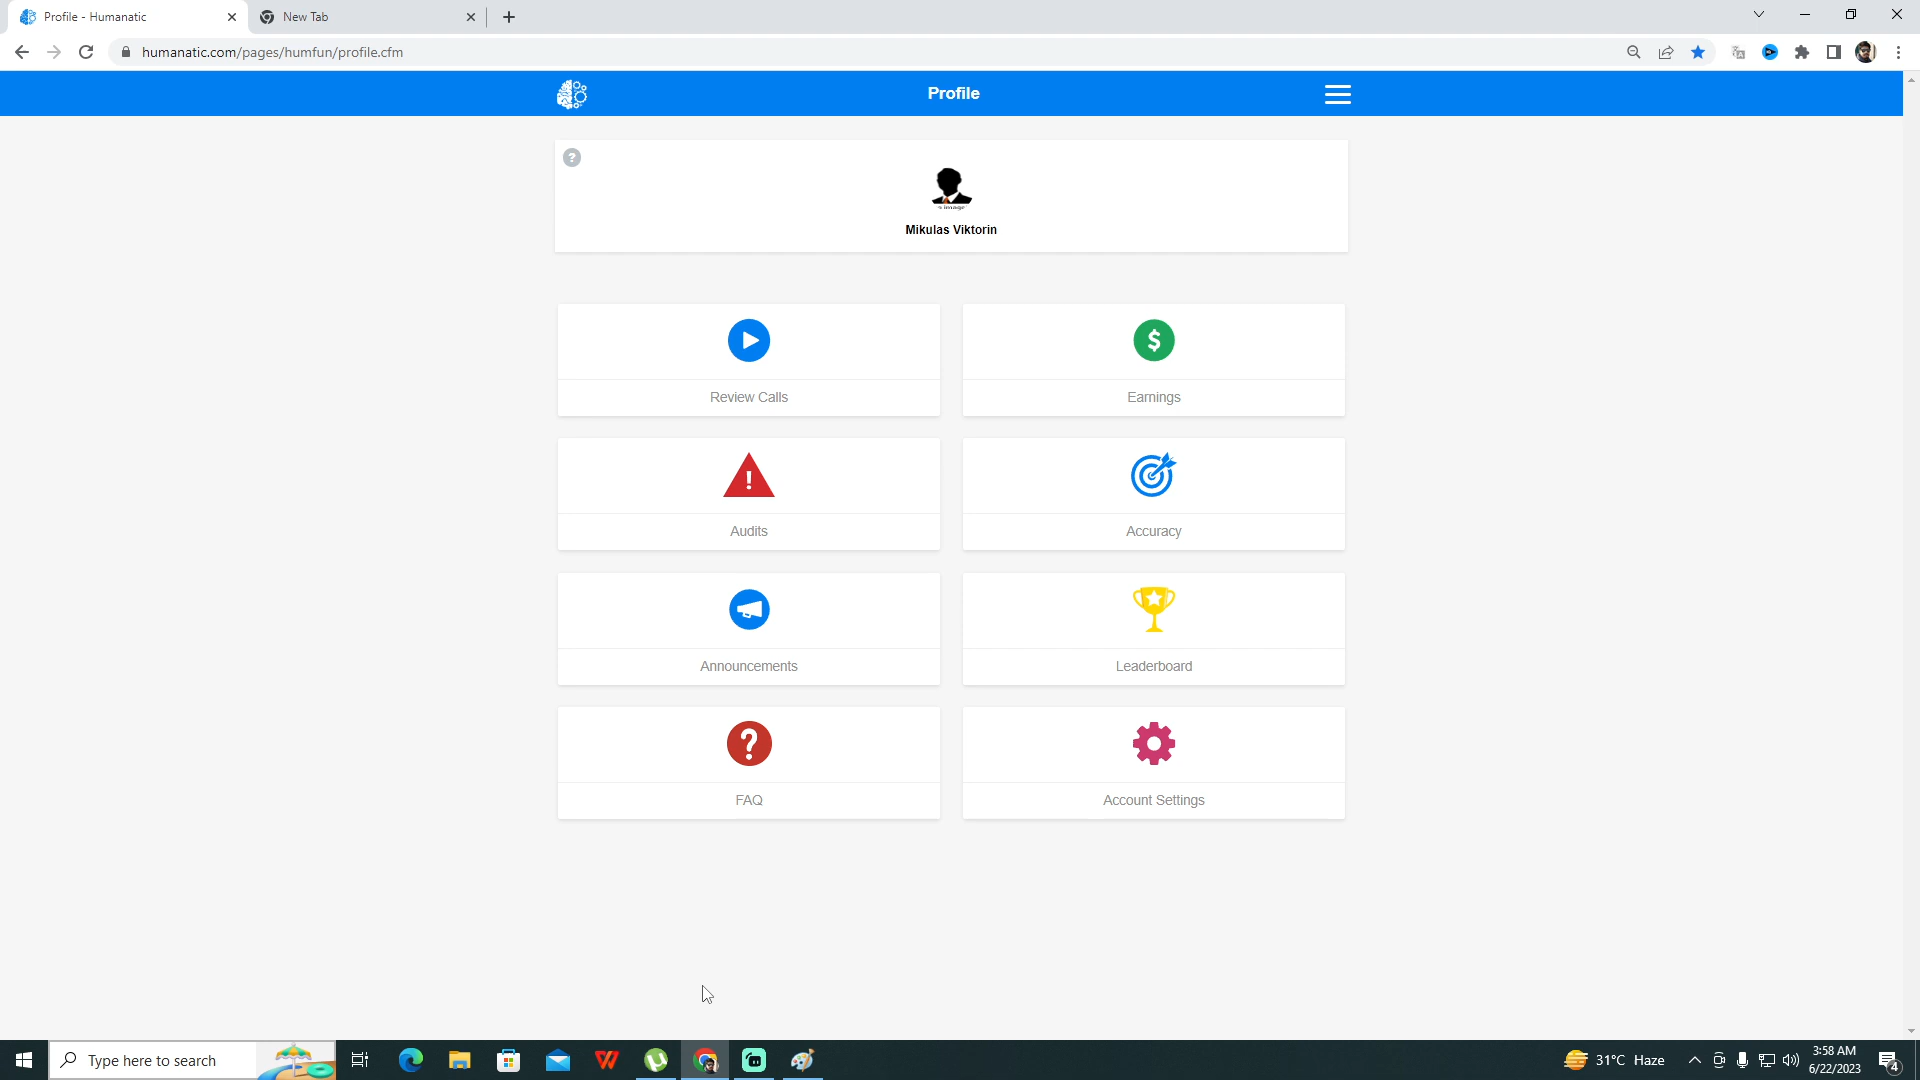 Profile - Humanatic
New Tab
humanatic.com/pages/humfun/profile.cfm
Profile
?
Mikulas Viktorin
Review Calls
$
Earnings
!
Audits
Accuracy
Announcements
Leaderboard
?
FAQ
Account Settings
Type here to search
31°C Haze
3:58 AM
6/22/2023
4